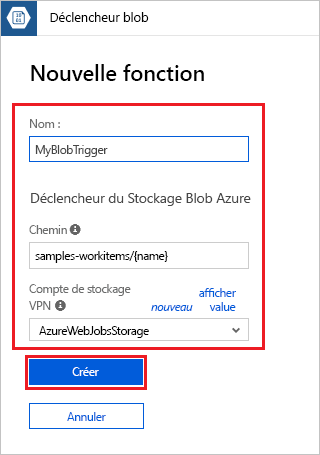 Déclencheur blob
Nouvelle fonction
Nom :
MyBlobTrigger
Déclencheur du Stockage Blob Azure
Chemin
samples-workitems/{name}
Compte de stockage
VPN
nouveau
afficher
value
AzureWebJobsStorage
Créer
Annuler